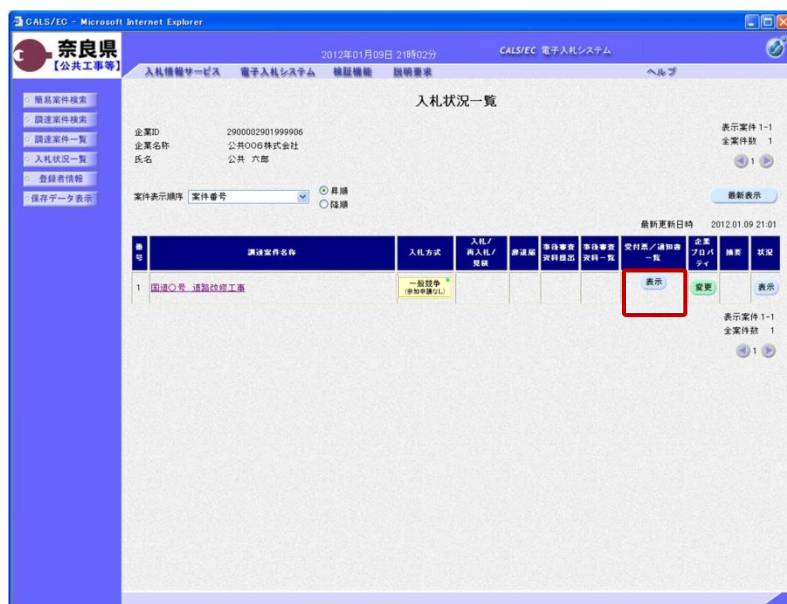 CALS/EC - Microsoft Internet Explorer
奈良県
【公共工事等】
2012年01月09日 21時02分
CALS/EC 電子入札システム
入札情報サービス 電子入札システム 検証機能 説明要求 ヘルプ
簡易案件検索
調達案件検索
調達案件一覧
入札状況一覧
登録者情報
保存データ表示
入札状況一覧
企業ID 2900002901999906
企業名称 公共○○6株式会社
氏名 公共 六郎
表示案件 1-1
全案件数 1
1
案件表示順序 案件番号
昇順
降順
最新表示
最新更新日時 2012.01.09 21:01
番号 調達案件名称 入札方式 入札/再入札/見積 辞退届 事後審査資料提出 事後審査資料一覧 受付票/通知書一覧 企業プロパティ 摘要 状況
1 国道○号 道路改修工事 一般競争(参加申請なし) 表示 変更 表示
表示案件 1-1
全案件数 1
1